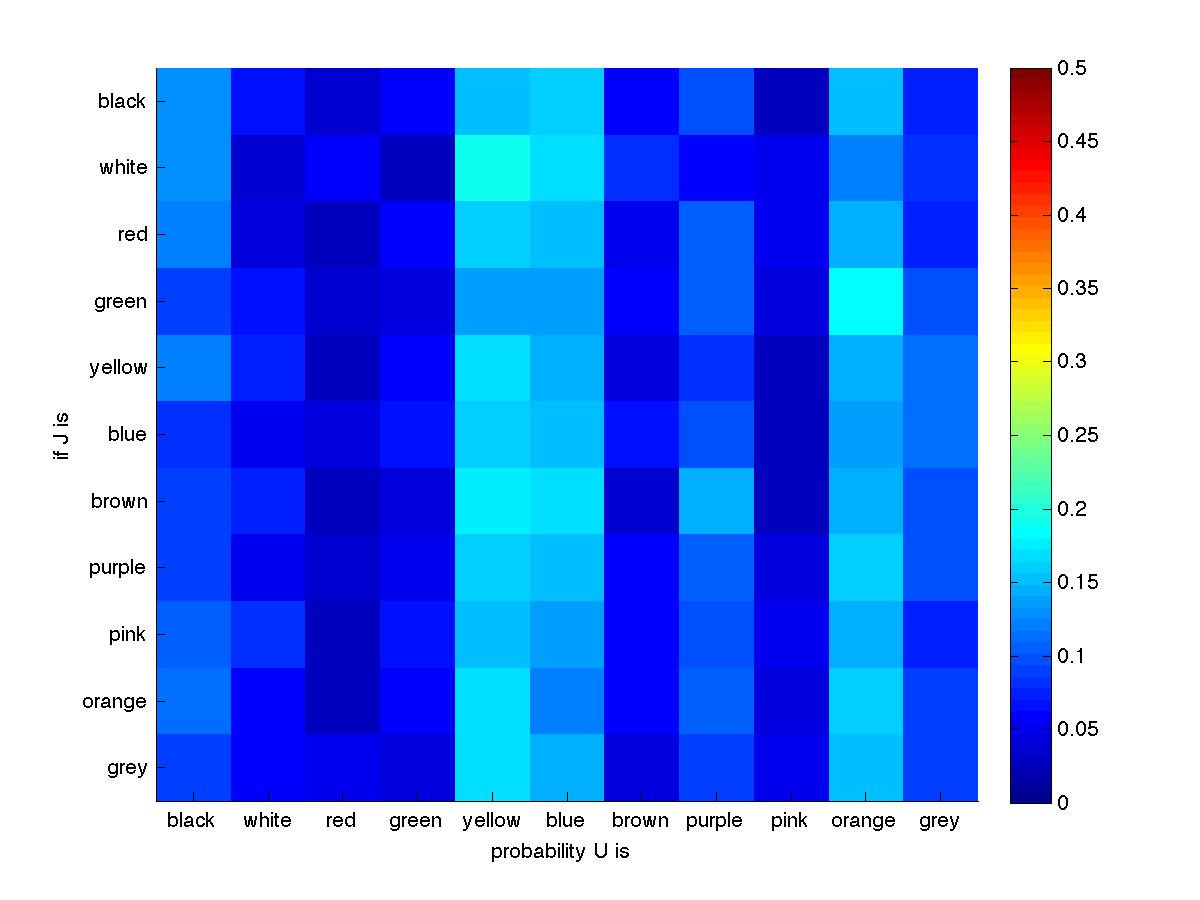 black
white
red
green
yellow
blue
brown
purple
pink
orange
grey
if J is
black white red green yellow blue brown purple pink orange grey
probability U is
0.5
0.45
0.4
0.35
0.3
0.25
0.2
0.15
0.1
0.05
0